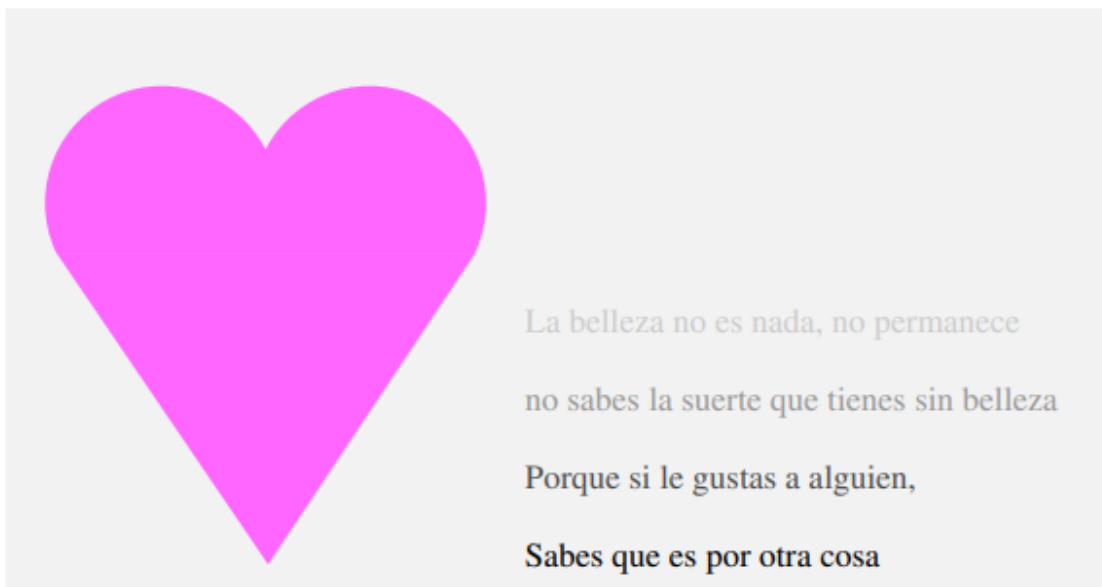 La belleza no es nada, no permanece
no sabes la suerte que tienes sin belleza
Porque si le gustas a alguien,
Sabes que es por otra cosa